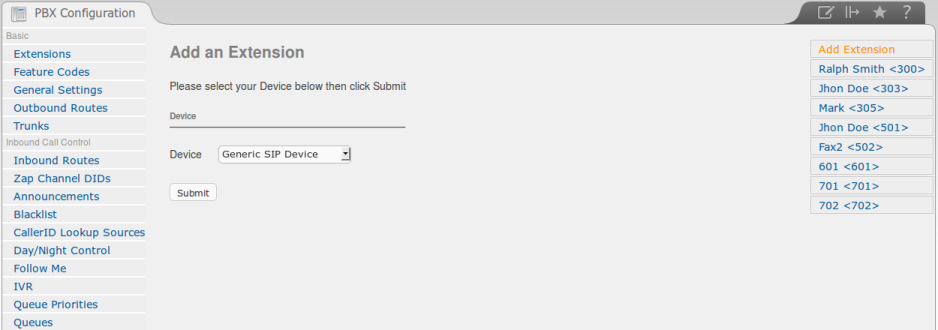 PBX Configuration
Basic
Extensions
Feature Codes
General Settings
Outbound Routes
Trunks
Inbound Call Control
Inbound Routes
Zap Channel DIDs
Announcements
Blacklist
CallerID Lookup Sources
Day/Night Control
Follow Me
IVR
Queue Priorities
Queues
Add an Extension
Please select your Device below then click Submit
Device
Device Generic SIP Device
Submit
?
Add Extension
Ralph Smith <300>
Jhon Doe <303>
Mark <305>
Jhon Doe <501>
Fax2 <502>
601 <601>
701 <701>
702 <702>